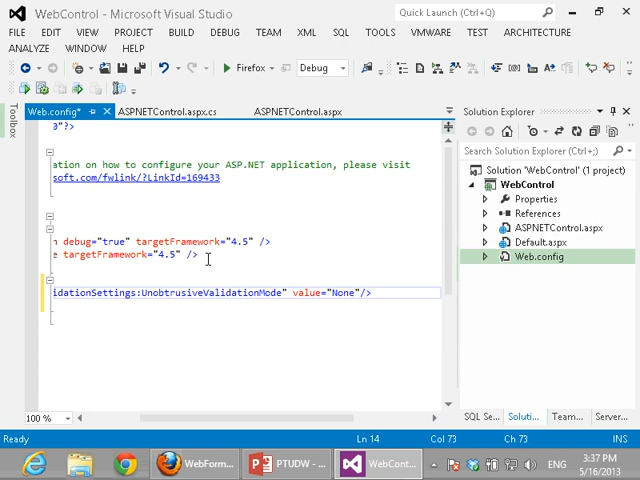 WebControl - Microsoft Visual Studio
Quick Launch (Ctrl+Q)
FILE EDIT VIEW PROJECT BUILD DEBUG TEAM XML SQL TOOLS VMWARE TEST ARCHITECTURE
ANALYZE WINDOW HELP
Firefox Debug
Toolbox
Web.config* ASPNETControl.aspx.cs ASPNETControl.aspx
0"?>
ation on how to configure your ASP.NET application, please visit
soft.com/fwlink/?LinkId=169433
n debug="true" targetFramework="4.5" />
e targetFramework="4.5" />
idationSettings:UnobtrusiveValidationMode" value="None"/>
100 %
Solution Explorer
Search Solution Explorer (Ctrl+;)
Solution 'WebControl' (1 project)
WebControl
Properties
References
ASPNETControl.aspx
Default.aspx
Web.config
SQL Se... Soluti... Team... Server...
Ready Ln 14 Col 73 Ch 73 INS
WebForm... PTUDW - ... WebCont... ENG 3:37 PM
5/16/2013